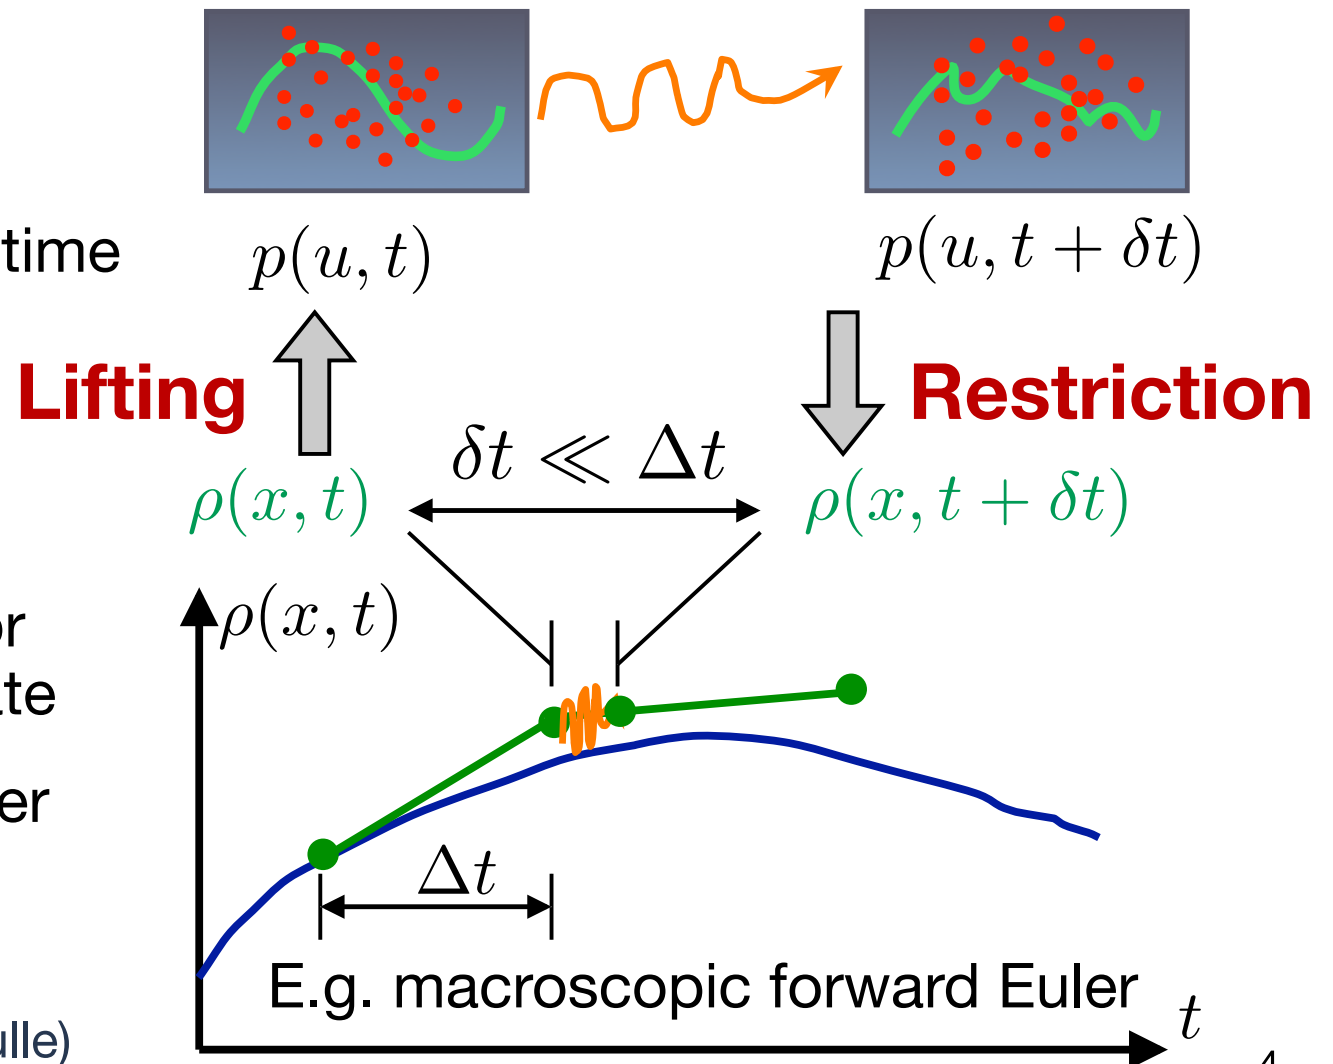 time
p(u, t)
p(u, t + δt)
Lifting
Restriction
δt ≪ Δt
ρ(x, t)
ρ(x, t + δt)
ρ(x, t)
Δt
E.g. macroscopic forward Euler
t